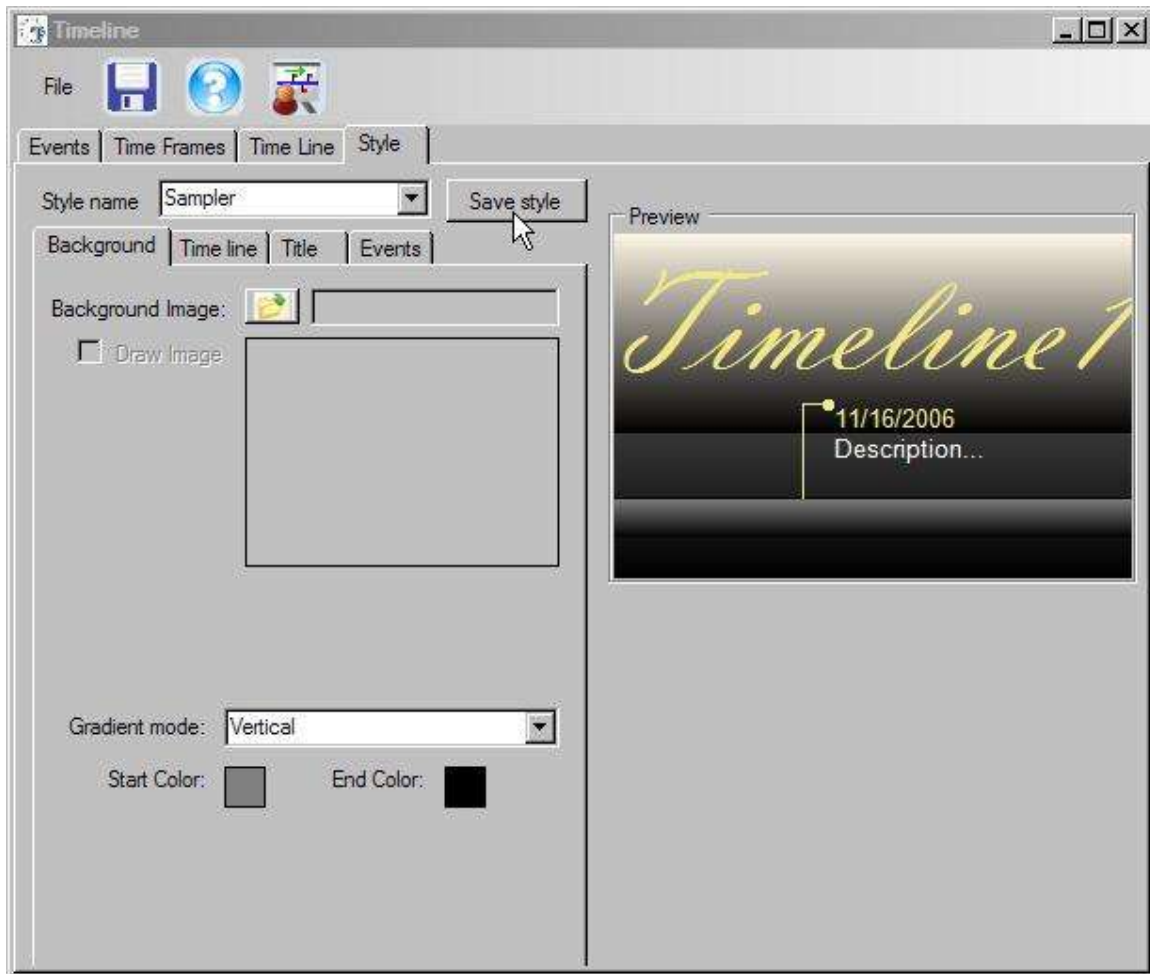 Timeline
File
Events Time Frames Time Line Style
Style name Sampler Save style
Background Time line Title Events
Background Image:
Draw Image
Gradient mode: Vertical
Start Color: End Color:
Preview
Timeline1
11/16/2006
Description...